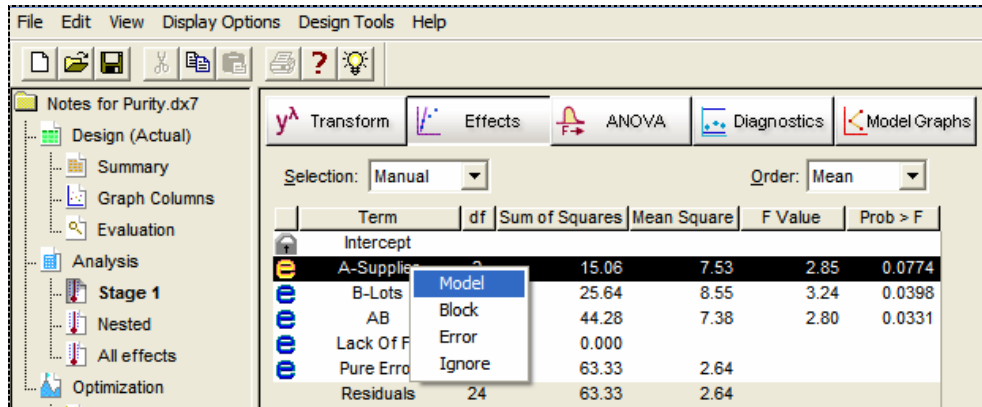 File Edit View Display Options Design Tools Help
Notes for Purity.dx7
Design (Actual)
Summary
Graph Columns
Evaluation
Analysis
Stage 1
Nested
All effects
Optimization
yλ Transform Effects F ANOVA Diagnostics Model Graphs
Selection: Manual Order: Mean
Term df Sum of Squares Mean Square F Value Prob > F
Intercept
A-Supplie 15.06 7.53 2.85 0.0774
B-Lots 25.64 8.55 3.24 0.0398
AB 44.28 7.38 2.80 0.0331
Lack Of F 0.000
Pure Erro 63.33 2.64
Residuals 24 63.33 2.64
Model
Block
Error
Ignore